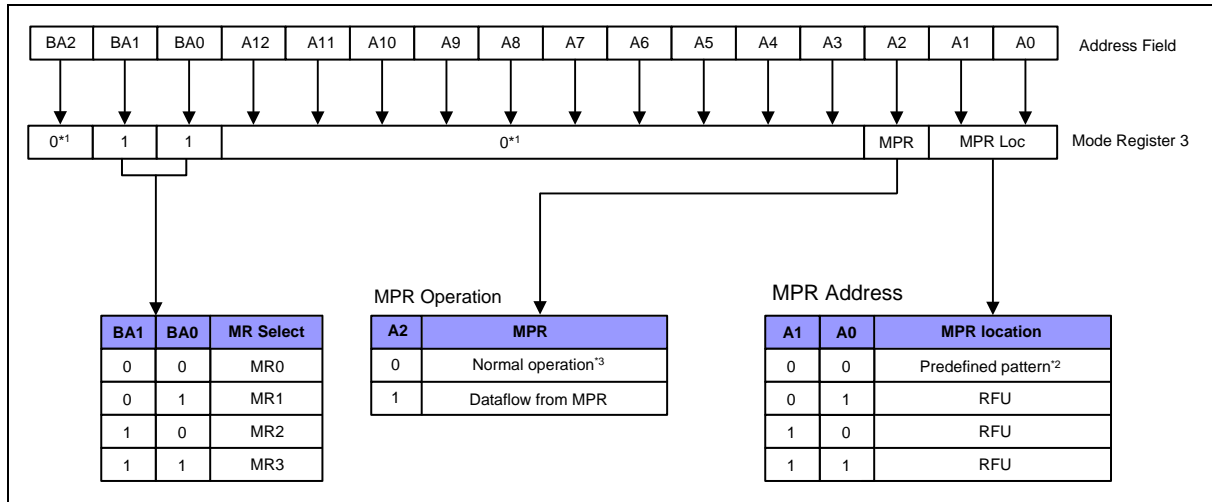 BA2 BA1 BA0 A12 A11 A10 A9 A8 A7 A6 A5 A4 A3 A2 A1 A0 Address Field
0*1 1 1 0*1 MPR MPR Loc Mode Register 3
MPR Operation
MPR Address
BA1 BA0 MR Select
0 0 MR0
0 1 MR1
1 0 MR2
1 1 MR3
A2 MPR
0 Normal operation*3
1 Dataflow from MPR
A1 A0 MPR location
0 0 Predefined pattern*2
0 1 RFU
1 0 RFU
1 1 RFU